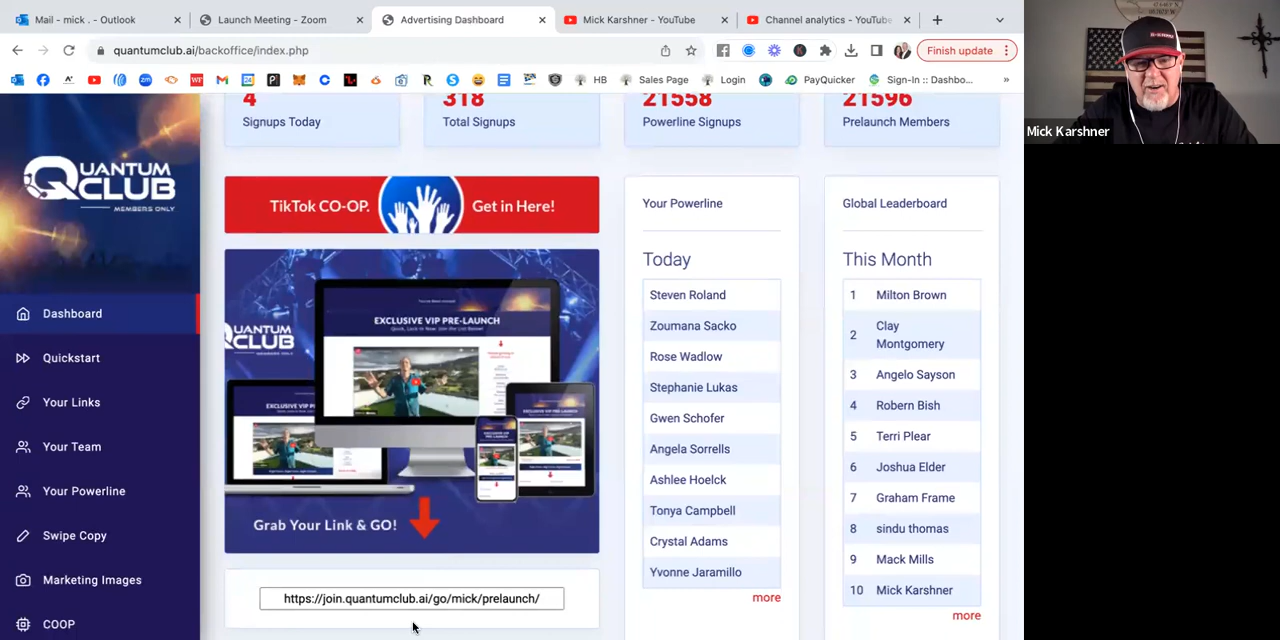 Mail - mick . - Outlook
Launch Meeting - Zoom
Advertising Dashboard
Mick Karshner - YouTube
Channel analytics - YouTube
quantumclub.ai/backoffice/index.php
Finish update
HB
Sales Page
Login
PayQuicker
Sign-In :: Dashbo...
Mick Karshner
QUANTUM
CLUB
MEMBERS ONLY
Dashboard
Quickstart
Your Links
Your Team
Your Powerline
Swipe Copy
Marketing Images
COOP
4
Signups Today
318
Total Signups
21558
Powerline Signups
21596
Prelaunch Members
TikTok CO-OP. Get in Here!
EXCLUSIVE VIP PRE-LAUNCH
Grab Your Link & GO!
https://join.quantumclub.ai/go/mick/prelaunch/
Your Powerline
Today
Steven Roland
Zoumana Sacko
Rose Wadlow
Stephanie Lukas
Gwen Schofer
Angela Sorrells
Ashlee Hoelck
Tonya Campbell
Crystal Adams
Yvonne Jaramillo
more
Global Leaderboard
This Month
1 Milton Brown
2 Clay
Montgomery
3 Angelo Sayson
4 Robern Bish
5 Terri Plear
6 Joshua Elder
7 Graham Frame
8 sindu thomas
9 Mack Mills
10 Mick Karshner
more